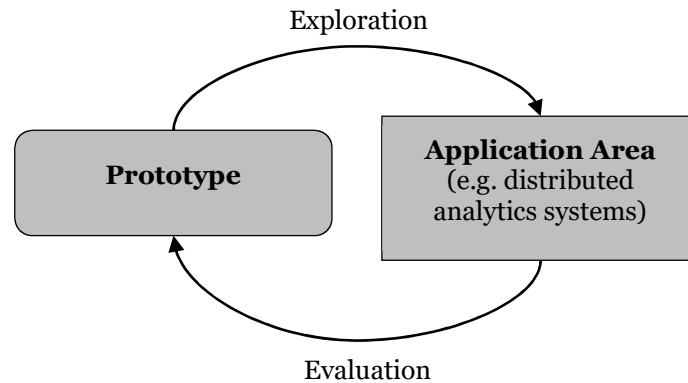 Exploration
Prototype
Application Area
(e.g. distributed
analytics systems)
Evaluation